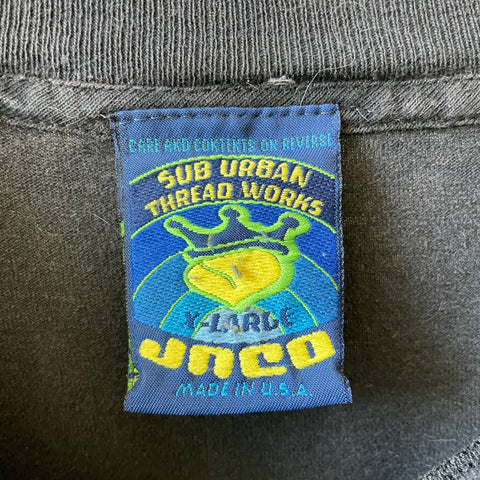 CARE AND CONTENTS ON REVERSE
SUB URBAN
THREAD WORKS
Y-LARGE
JNCO
MADE IN U.S.A.